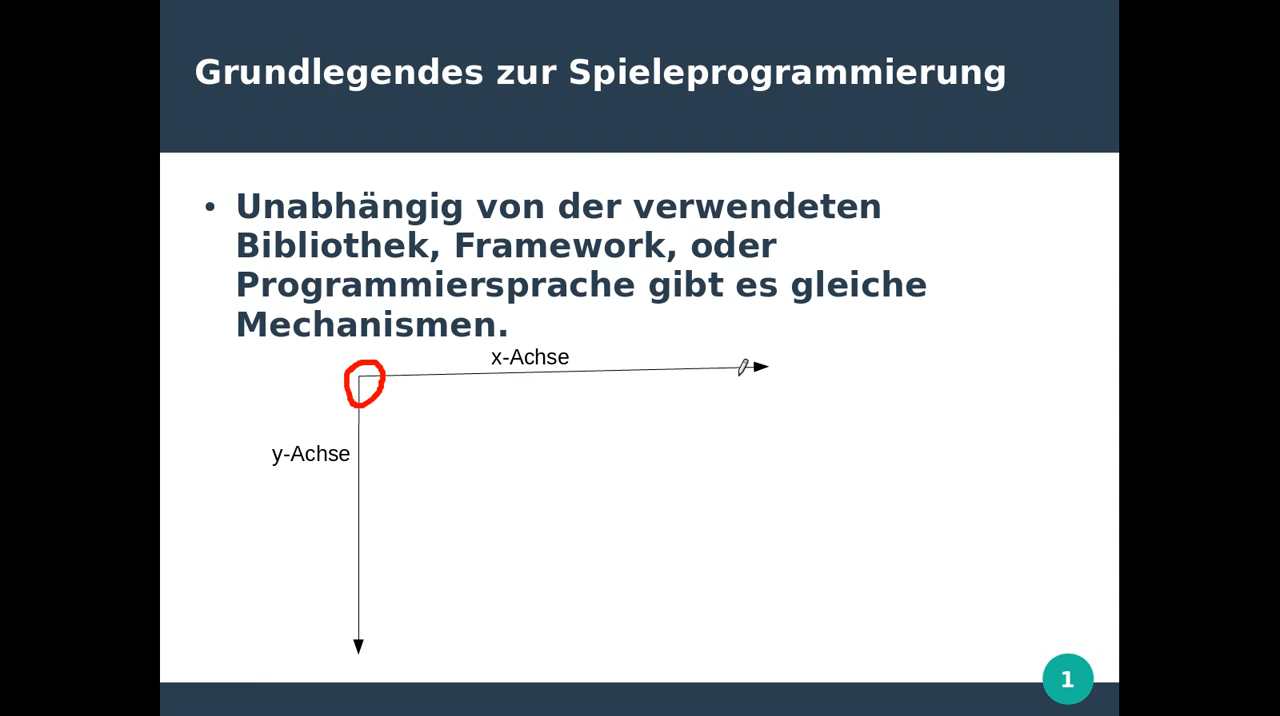 Grundlegendes zur Spieleprogrammierung
• Unabhängig von der verwendeten
Bibliothek, Framework, oder
Programmiersprache gibt es gleiche
Mechanismen.
x-Achse
y-Achse
1